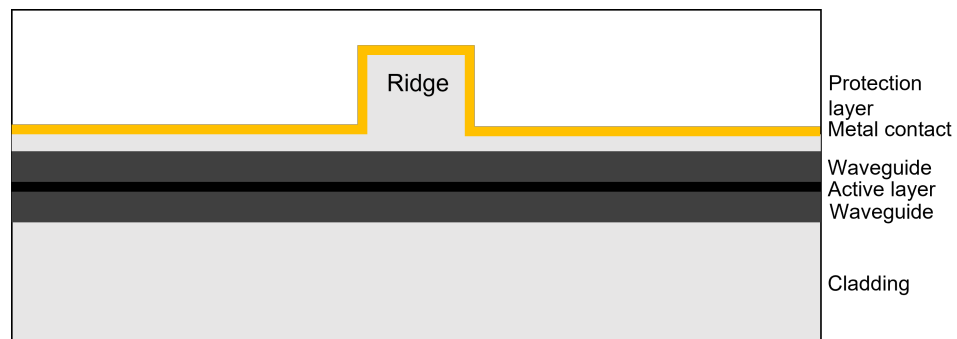 Ridge
Protection
layer
Metal contact
Waveguide
Active layer
Waveguide
Cladding